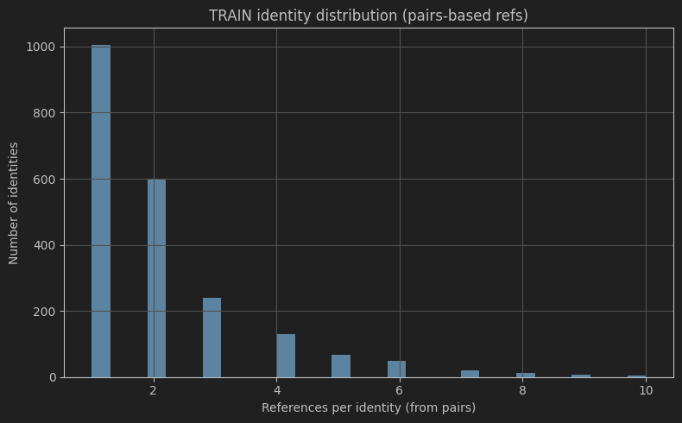 TRAIN identity distribution (pairs-based refs)
1000
800
600
400
200
0
Number of identities
2 4 6 8 10
References per identity (from pairs)